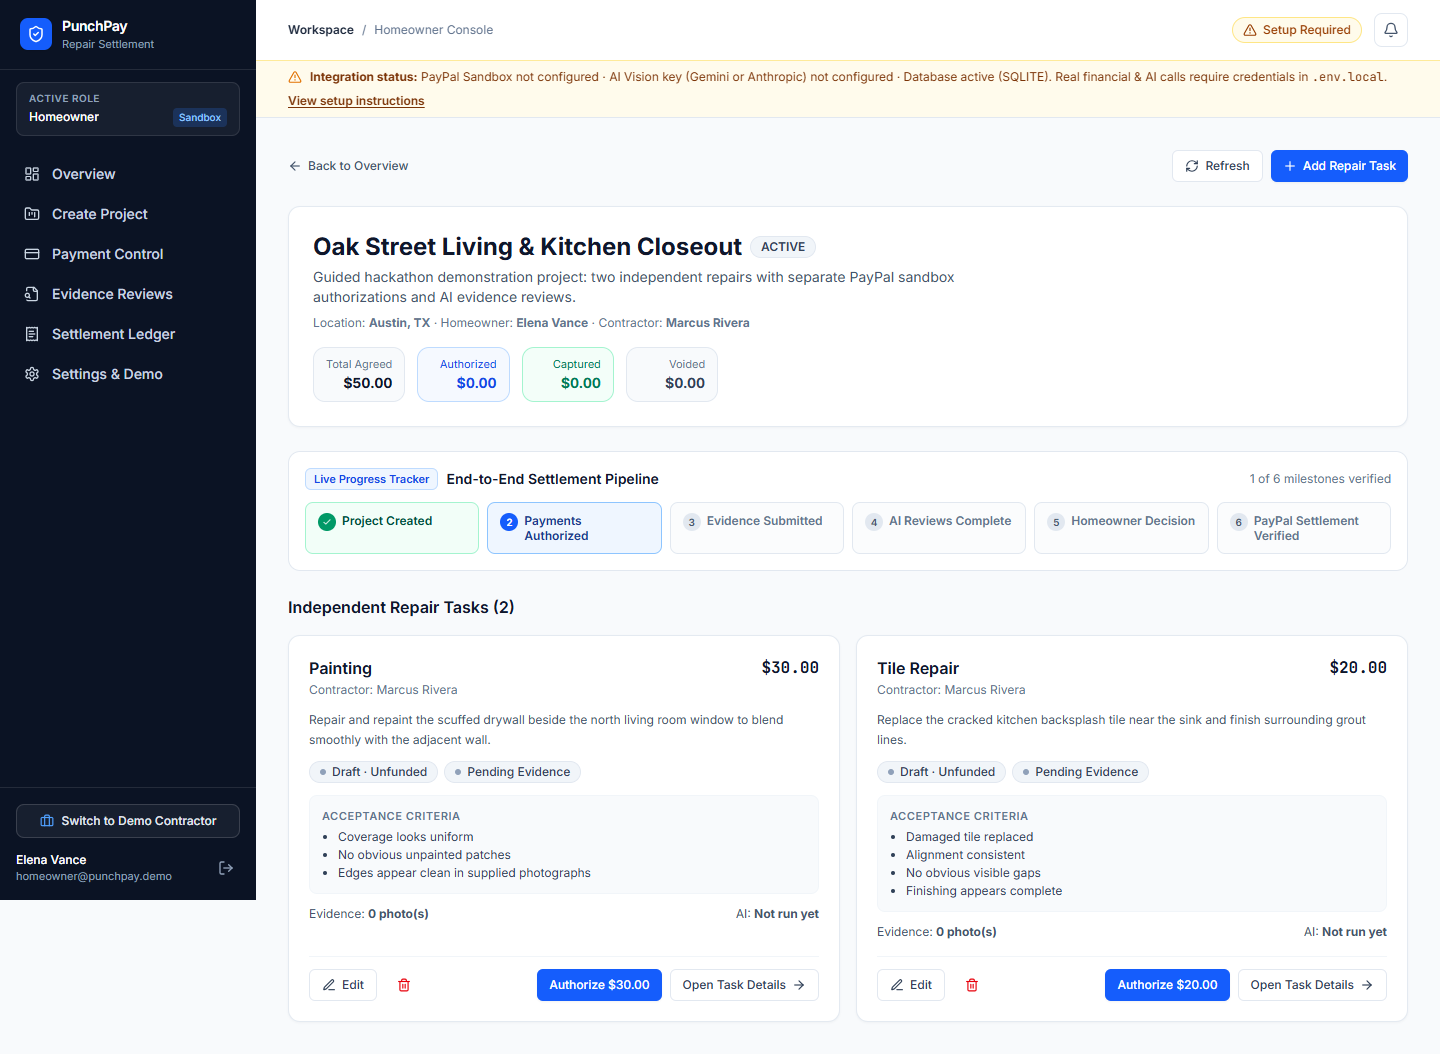 PunchPay
Repair Settlement
ACTIVE ROLE
Homeowner
Sandbox
Overview
Create Project
Payment Control
Evidence Reviews
Settlement Ledger
Settings & Demo
Switch to Demo Contractor
Elena Vance
homeowner@punchpay.demo
Workspace / Homeowner Console
Setup Required
Integration status: PayPal Sandbox not configured · AI Vision key (Gemini or Anthropic) not configured · Database active (SQLITE). Real financial & AI calls require credentials in .env.local.
View setup instructions
Back to Overview
Refresh
Add Repair Task
Oak Street Living & Kitchen Closeout
ACTIVE
Guided hackathon demonstration project: two independent repairs with separate PayPal sandbox
authorizations and AI evidence reviews.
Location: Austin, TX · Homeowner: Elena Vance · Contractor: Marcus Rivera
Total Agreed
$50.00
Authorized
$0.00
Captured
$0.00
Voided
$0.00
Live Progress Tracker
End-to-End Settlement Pipeline
1 of 6 milestones verified
Project Created
2 Payments
Authorized
3 Evidence Submitted
4 AI Reviews Complete
5 Homeowner Decision
6 PayPal Settlement
Verified
Independent Repair Tasks (2)
Painting
$30.00
Contractor: Marcus Rivera
Repair and repaint the scuffed drywall beside the north living room window to blend
smoothly with the adjacent wall.
Draft · Unfunded
Pending Evidence
ACCEPTANCE CRITERIA
Coverage looks uniform
No obvious unpainted patches
Edges appear clean in supplied photographs
Evidence: 0 photo(s)
AI: Not run yet
Edit
Authorize $30.00
Open Task Details
Tile Repair
$20.00
Contractor: Marcus Rivera
Replace the cracked kitchen backsplash tile near the sink and finish surrounding grout
lines.
Draft · Unfunded
Pending Evidence
ACCEPTANCE CRITERIA
Damaged tile replaced
Alignment consistent
No obvious visible gaps
Finishing appears complete
Evidence: 0 photo(s)
AI: Not run yet
Edit
Authorize $20.00
Open Task Details